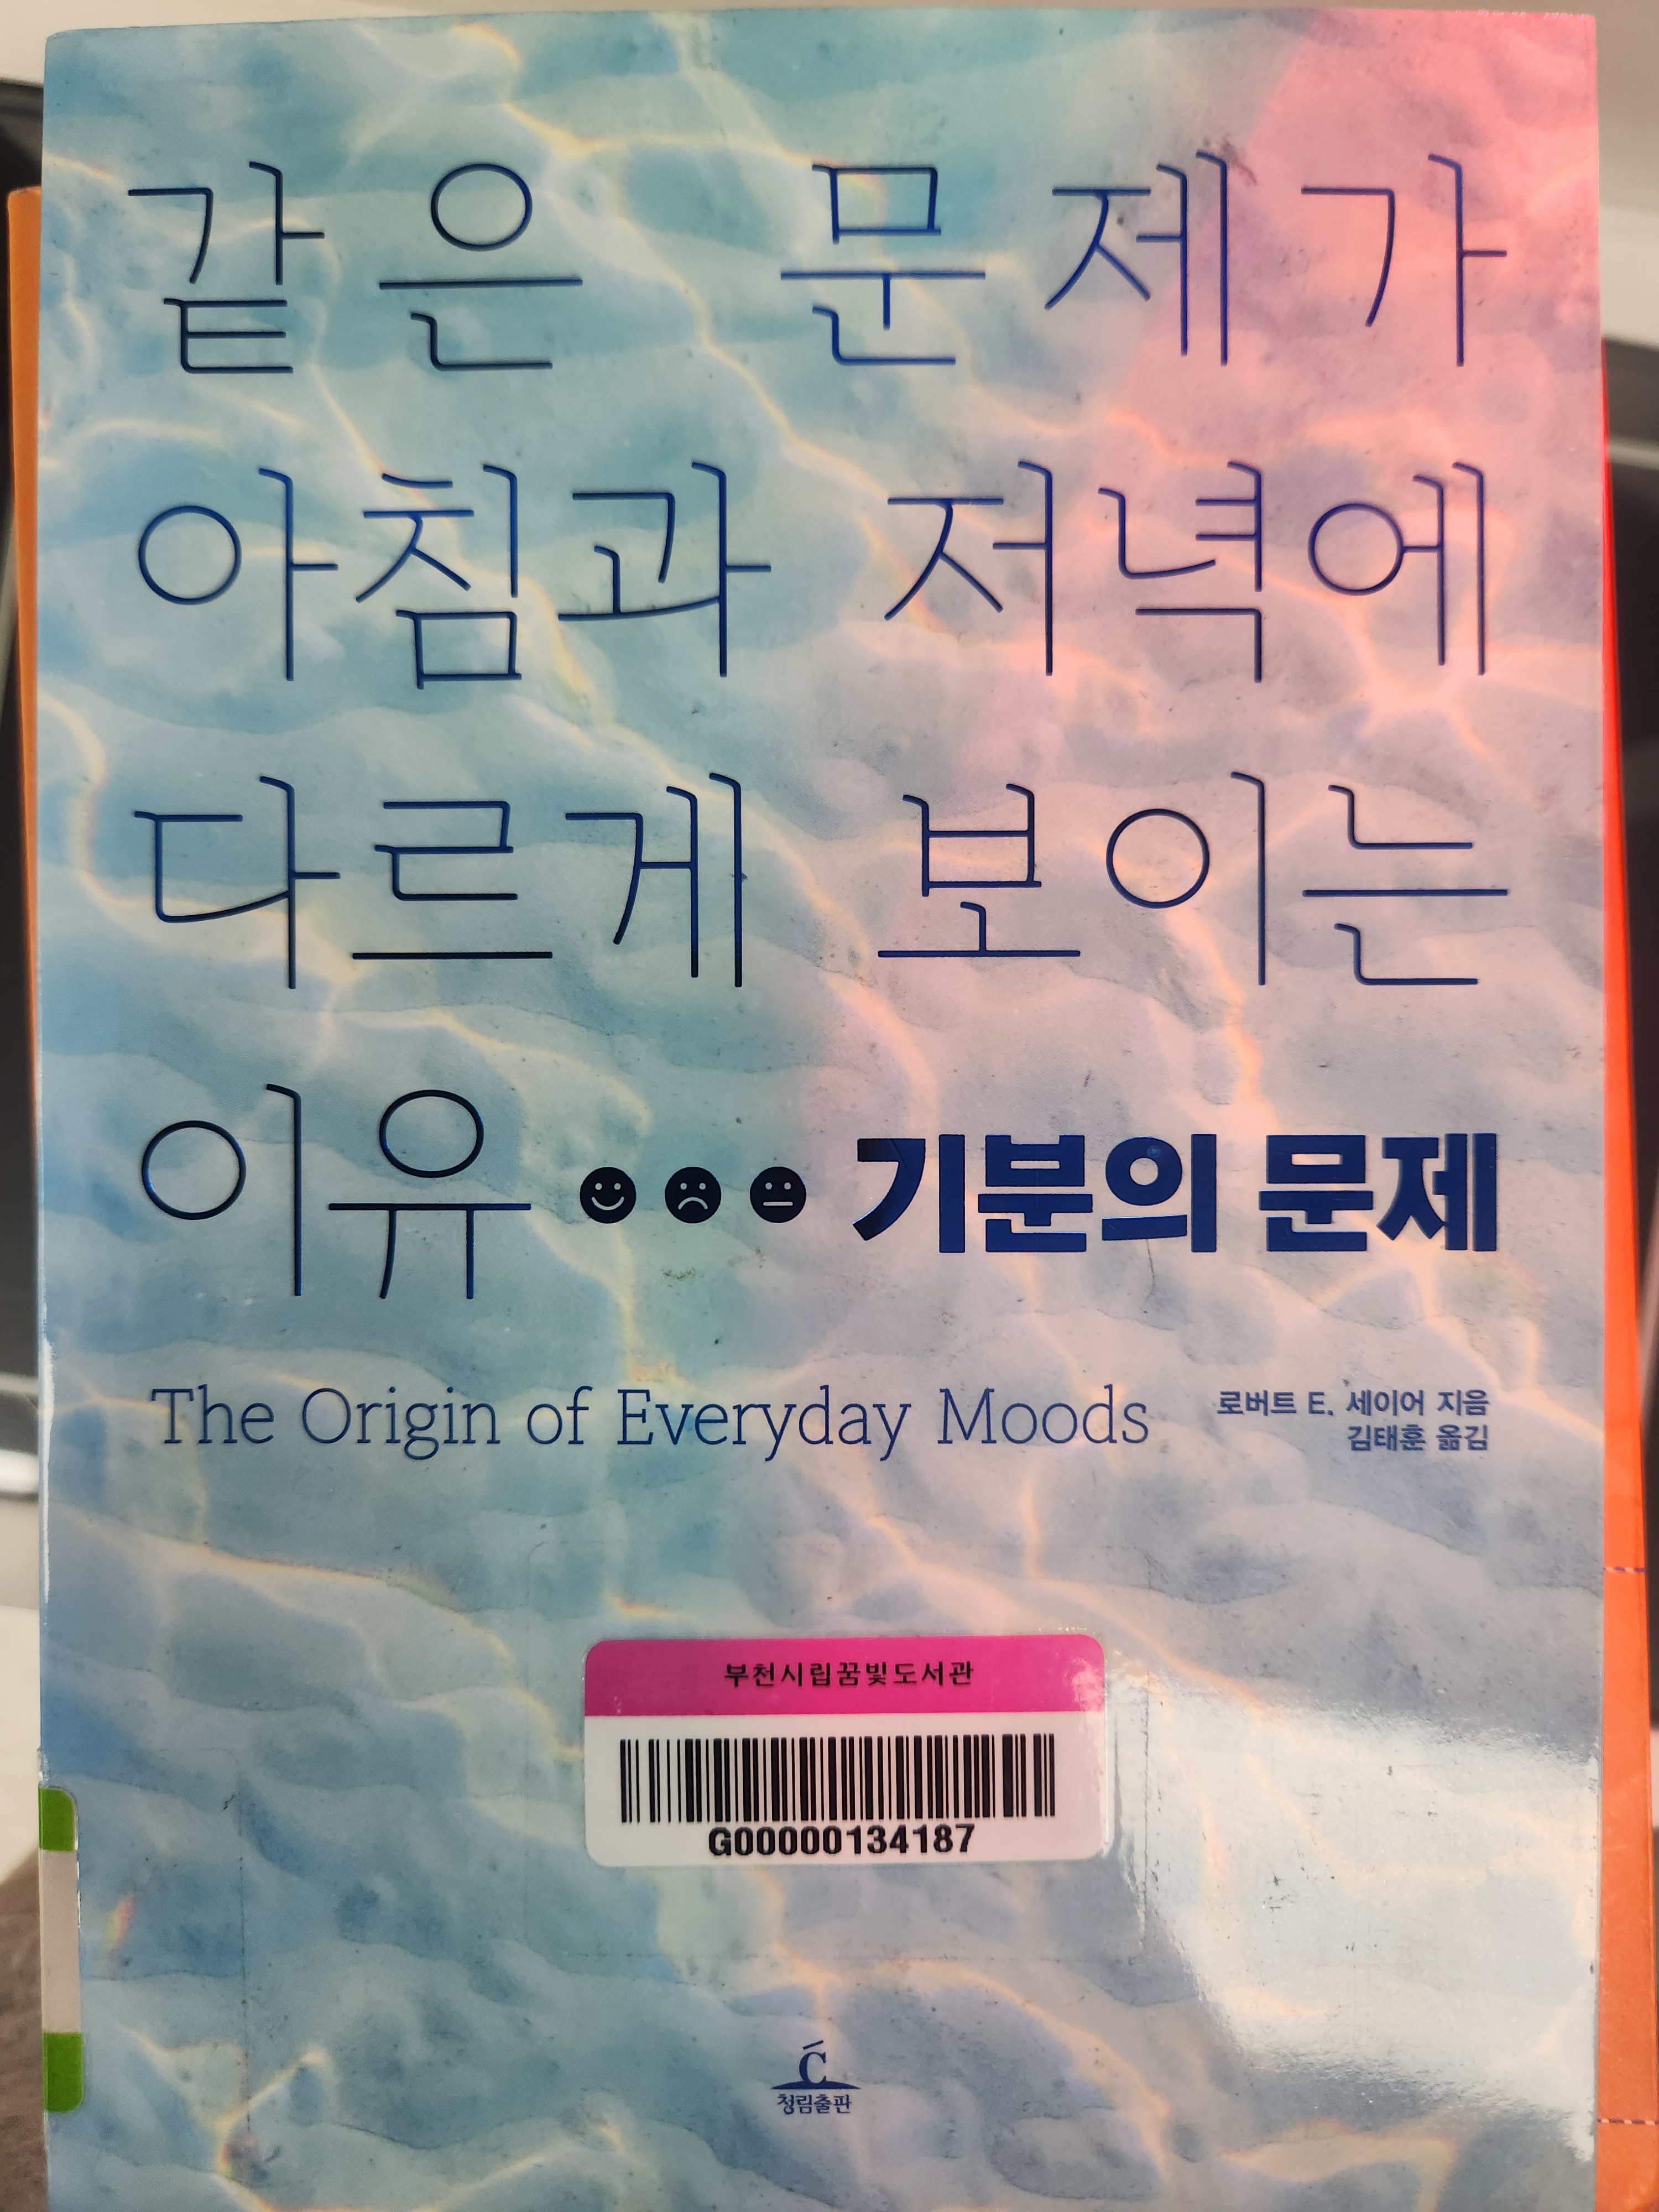 같은 문제가
아침과 저녁에
다르게 보이는
이유 기분의 문제
The Origin of Everyday Moods
로버트 E. 세이어 지음
김태훈 옮김
부천시립꿈빛도서관
G00000134187
Ć
청림출판